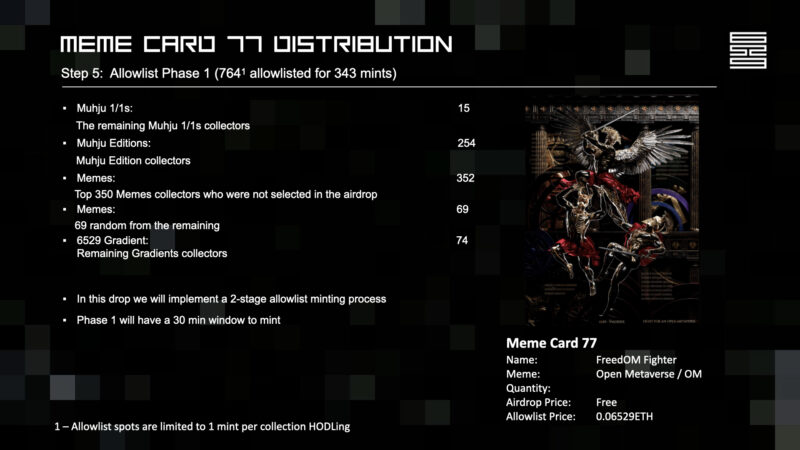 MEME CARD 77 DISTRIBUTION
Step 5: Allowlist Phase 1 (764¹ allowlisted for 343 mints)
▪ Muhju 1/1s: 15
The remaining Muhju 1/1s collectors
▪ Muhju Editions: 254
Muhju Edition collectors
▪ Memes: 352
Top 350 Memes collectors who were not selected in the airdrop
▪ Memes: 69
69 random from the remaining
▪ 6529 Gradient: 74
Remaining Gradients collectors
▪ In this drop we will implement a 2-stage allowlist minting process
▪ Phase 1 will have a 30 min window to mint
Meme Card 77
Name: FreedOM Fighter
Meme: Open Metaverse / OM
Quantity:
Airdrop Price: Free
Allowlist Price: 0.06529ETH
1 – Allowlist spots are limited to 1 mint per collection HODLing